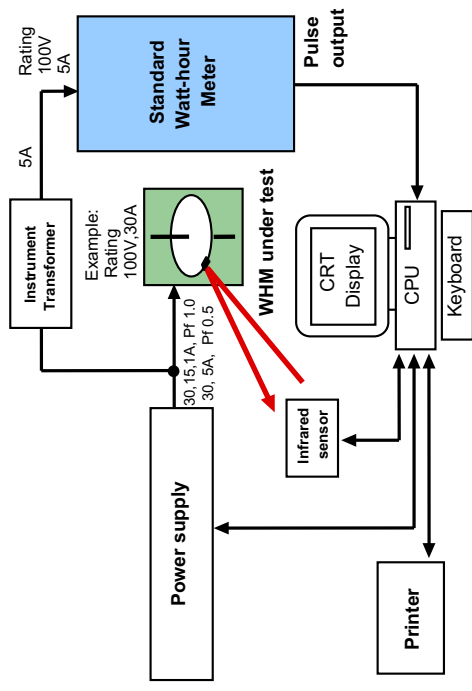 Power supply
30,15,1A, Pf 1.0
30, 5A, Pf 0.5
Instrument
Transformer
5A
Rating
100V
5A
Standard
Watt-hour
Meter
Pulse
output
Example:
Rating
100V,30A
WHM under test
Infrared
sensor
CRT
Display
CPU
Keyboard
Printer